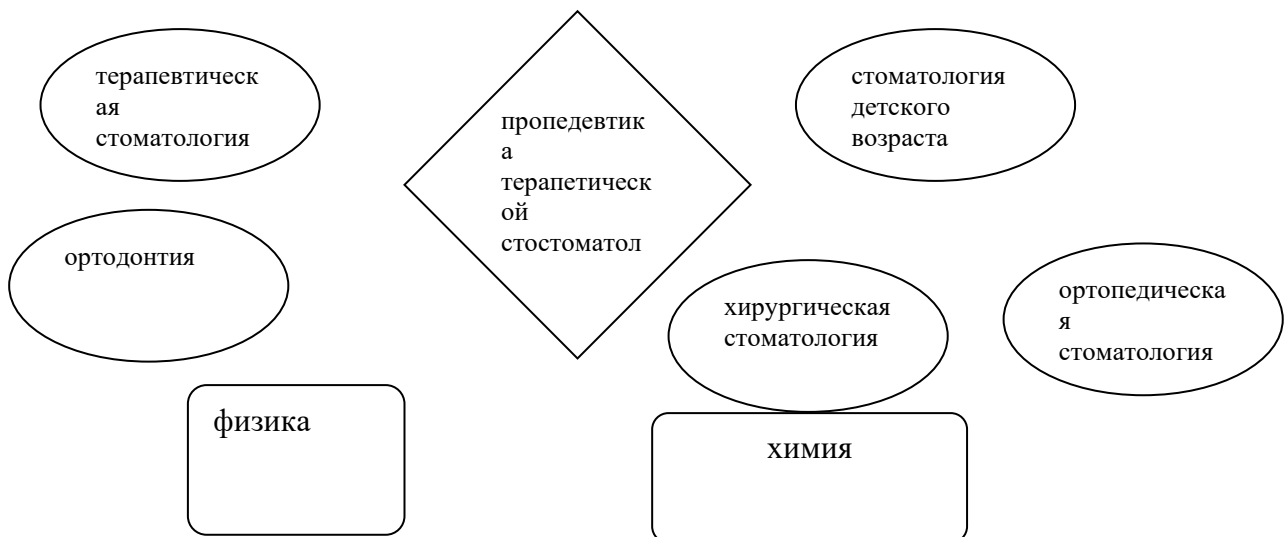 терапевтическ
ая
стоматология
пропедевтик
а
терапетическ
ой
стостоматол
стоматология
детского
возраста
ортодонтия
хирургическая
стоматология
ортопедическа
я
стоматология
физика
химия